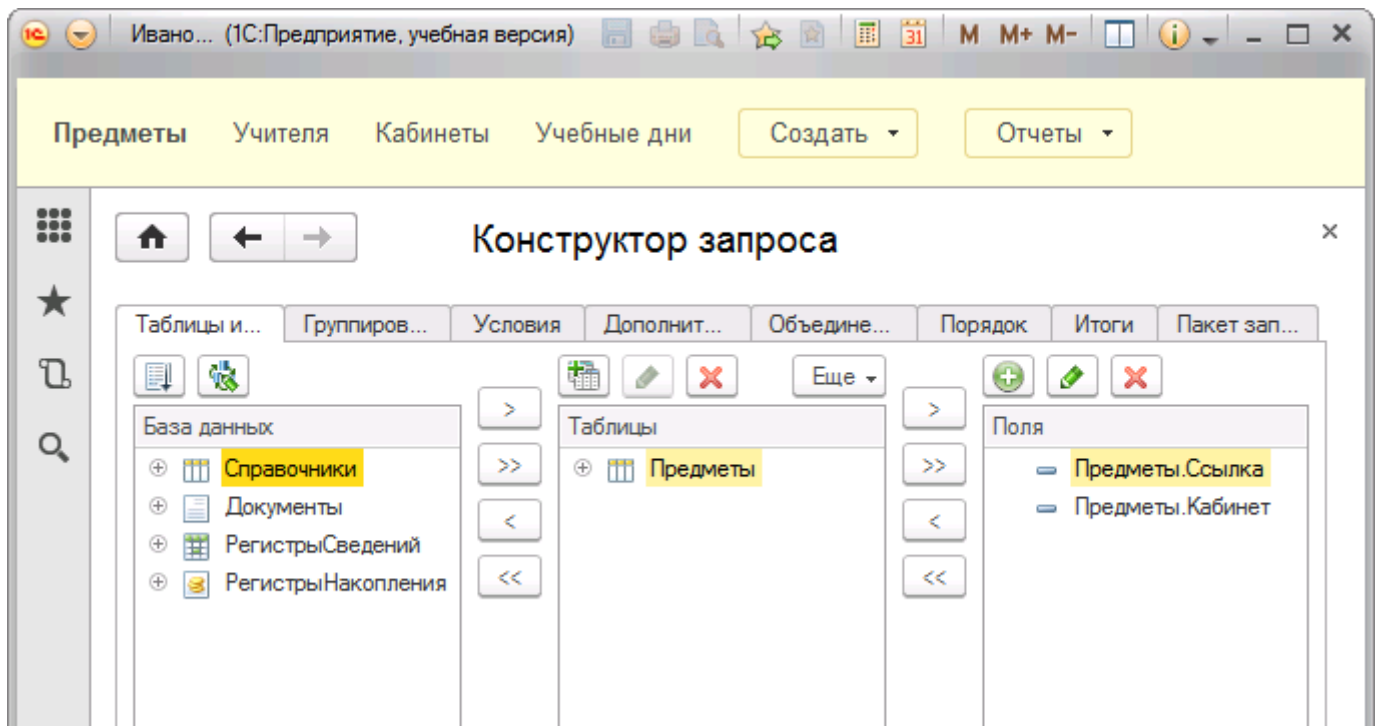 1С Ивано... (1С:Предприятие, учебная версия) 31 M M+ M-
Предметы Учителя Кабинеты Учебные дни Создать Отчеты
Конструктор запроса
Таблицы и... Группиров... Условия Дополнит... Объедине... Порядок Итоги Пакет зап...
Еще
База данных > Таблицы > Поля
Справочники >> Предметы >> Предметы.Ссылка
Документы < < Предметы.Кабинет
РегистрыСведений
РегистрыНакопления << <<